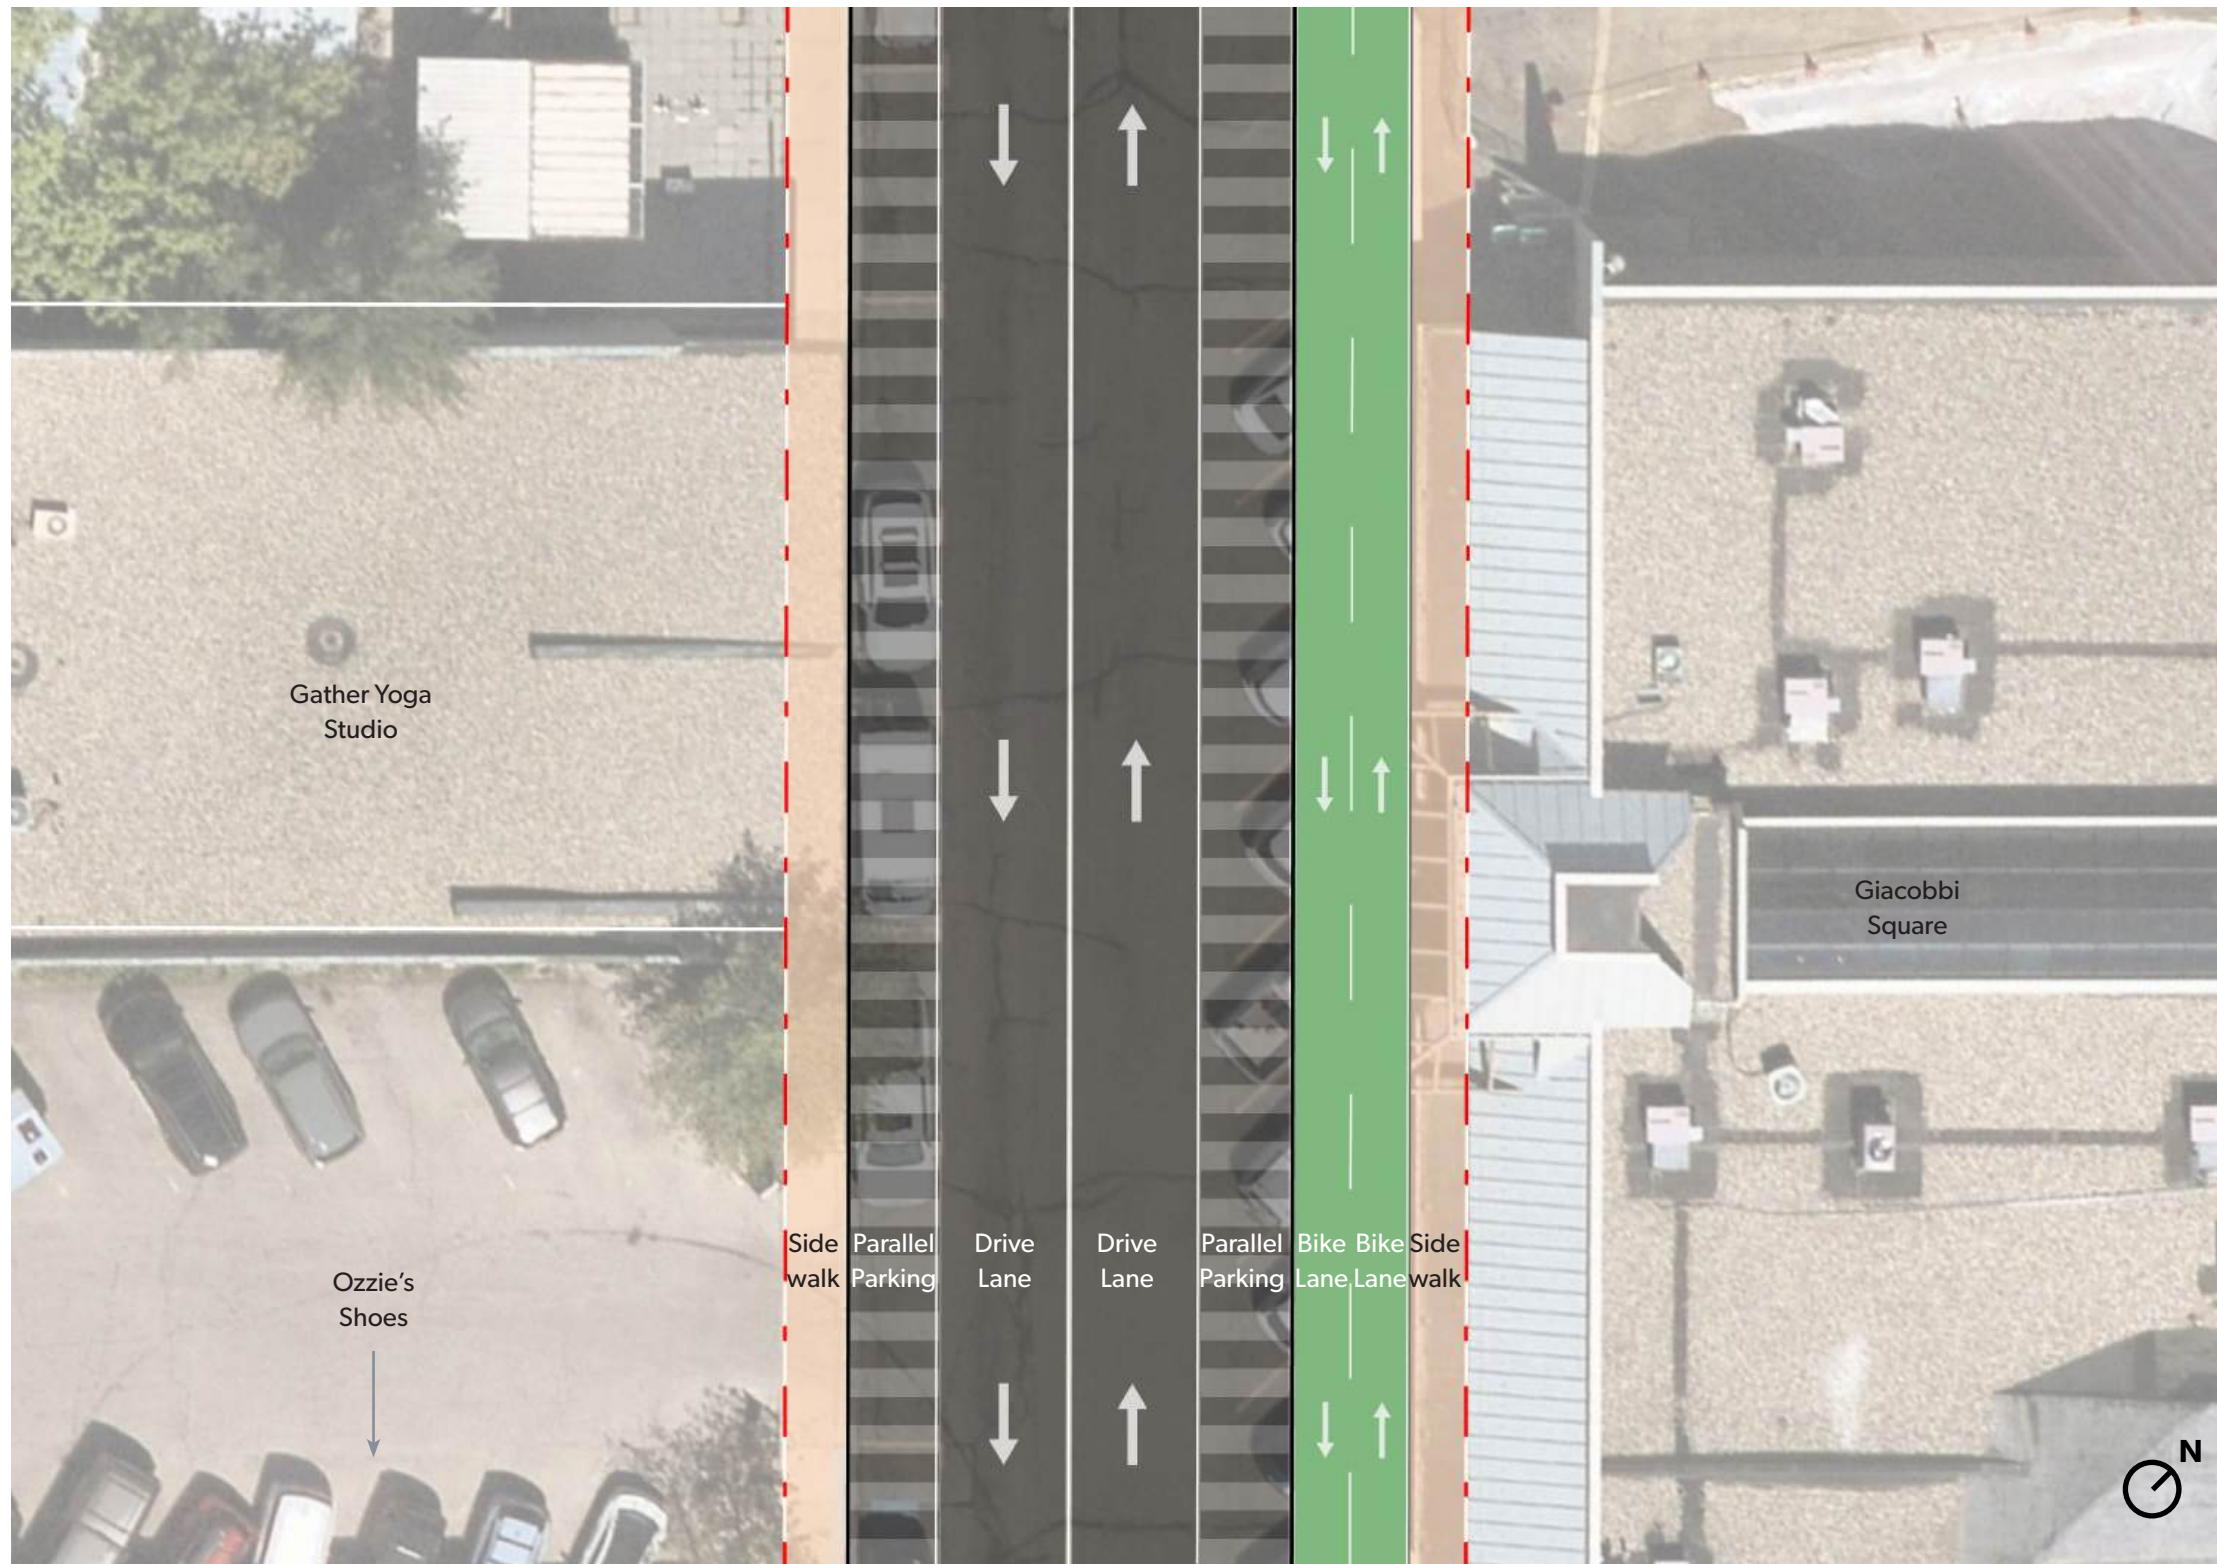 Gather Yoga
Studio
Giacobbi
Square
Side
walk
Parallel
Parking
Drive
Lane
Drive
Lane
Parallel
Parking
Bike
Lane
Bike
Lane
Side
walk
Ozzie's
Shoes
N